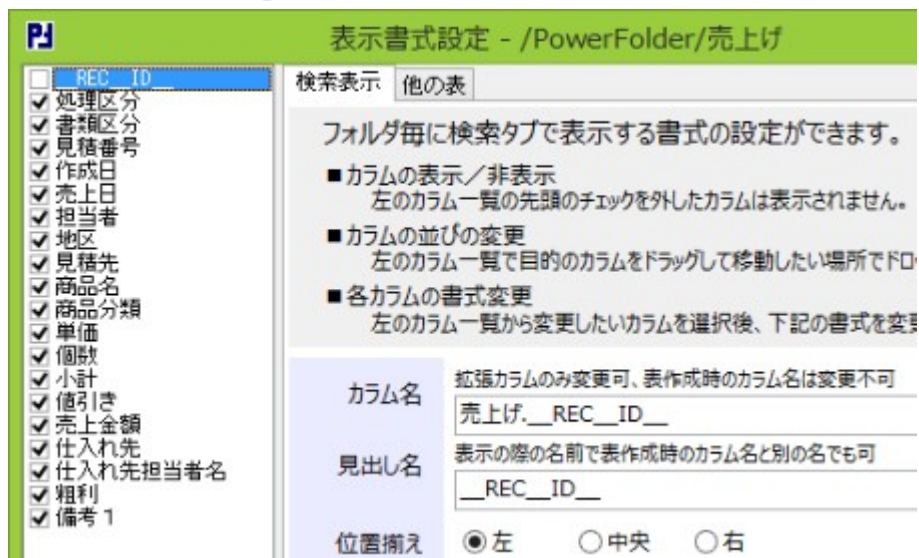 表示書式設定 - /PowerFolder/売上げ
__REC__ID__
処理区分
書類区分
見積番号
作成日
売上日
担当者
地区
見積先
商品名
商品分類
単価
個数
小計
値引き
売上金額
仕入れ先
仕入れ先担当者名
粗利
備考1
検索表示 他の表
フォルダ毎に検索タブで表示する書式の設定ができます。
■カラムの表示／非表示
左のカラム一覧の先頭のチェックを外したカラムは表示されません。
■カラムの並びの変更
左のカラム一覧で目的のカラムをドラッグして移動したい場所でドロッ
■各カラムの書式変更
左のカラム一覧から変更したいカラムを選択後、下記の書式を変更
カラム名
拡張カラムのみ変更可、表作成時のカラム名は変更不可
売上げ.__REC__ID__
見出し名
表示の際の名前で表作成時のカラム名と別の名でも可
__REC__ID__
位置揃え 左 中央 右